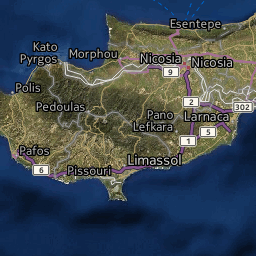 Esentepe
Kato
Pyrgos
Morphou
Nicosia
Nicosia
9
Polis
Pedoulas
2
302
Pano
Lefkara
Larnaca
5
1
Pafos
Limassol
6
Pissouri